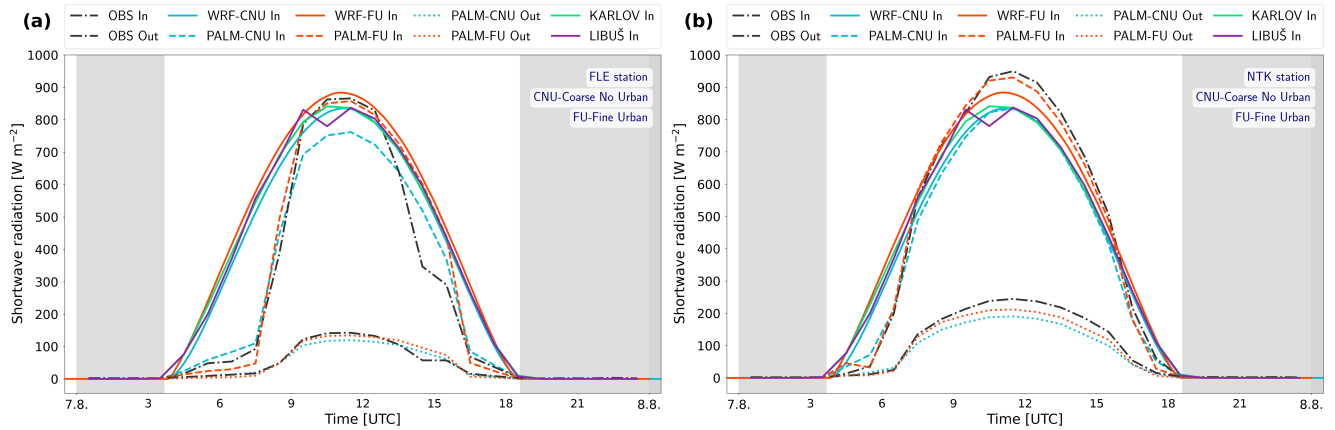 (a)
OBS In WRF-CNU In WRF-FU In PALM-CNU Out KARLOV In
OBS Out PALM-CNU In PALM-FU In PALM-FU Out LIBUŠ In
1000
900
800
700
600
500
400
300
200
100
0
Shortwave radiation [W m⁻²]
FLE station
CNU-Coarse No Urban
FU-Fine Urban
7.8. 3 6 9 12 15 18 21 8.8.
Time [UTC]
(b)
OBS In WRF-CNU In WRF-FU In PALM-CNU Out KARLOV In
OBS Out PALM-CNU In PALM-FU In PALM-FU Out LIBUŠ In
1000
900
800
700
600
500
400
300
200
100
0
Shortwave radiation [W m⁻²]
NTK station
CNU-Coarse No Urban
FU-Fine Urban
7.8. 3 6 9 12 15 18 21 8.8.
Time [UTC]